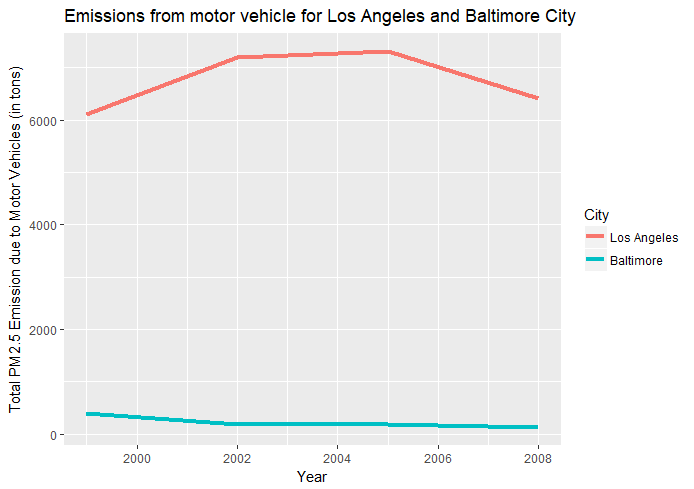 Emissions from motor vehicle for Los Angeles and Baltimore City
Total PM2.5 Emission due to Motor Vehicles (in tons)
6000
4000
2000
0
2000 2002 2004 2006 2008
Year
City
Los Angeles
Baltimore